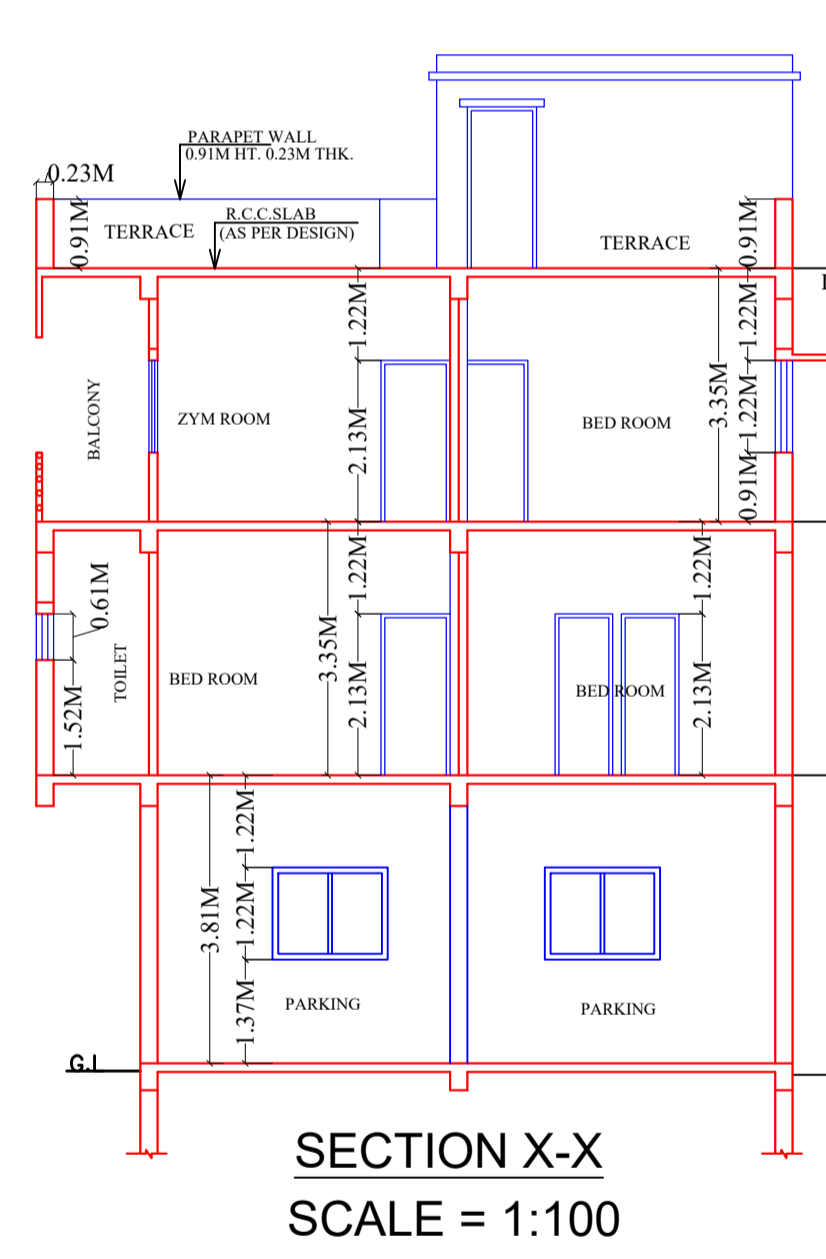 PARAPET WALL
0.91M HT. 0.23M THK.
0.23M
0.91M
TERRACE
R.C.C.SLAB
(AS PER DESIGN)
TERRACE
0.91M
1.22M
2.13M
BALCONY
ZYM ROOM
BED ROOM
3.35M
1.22M
1.22M
0.91M
0.61M
1.52M
TOILET
BED ROOM
3.35M
1.22M
2.13M
BED ROOM
1.22M
2.13M
3.81M
1.22M
1.22M
1.37M
PARKING
PARKING
G.L
SECTION X-X
SCALE = 1:100